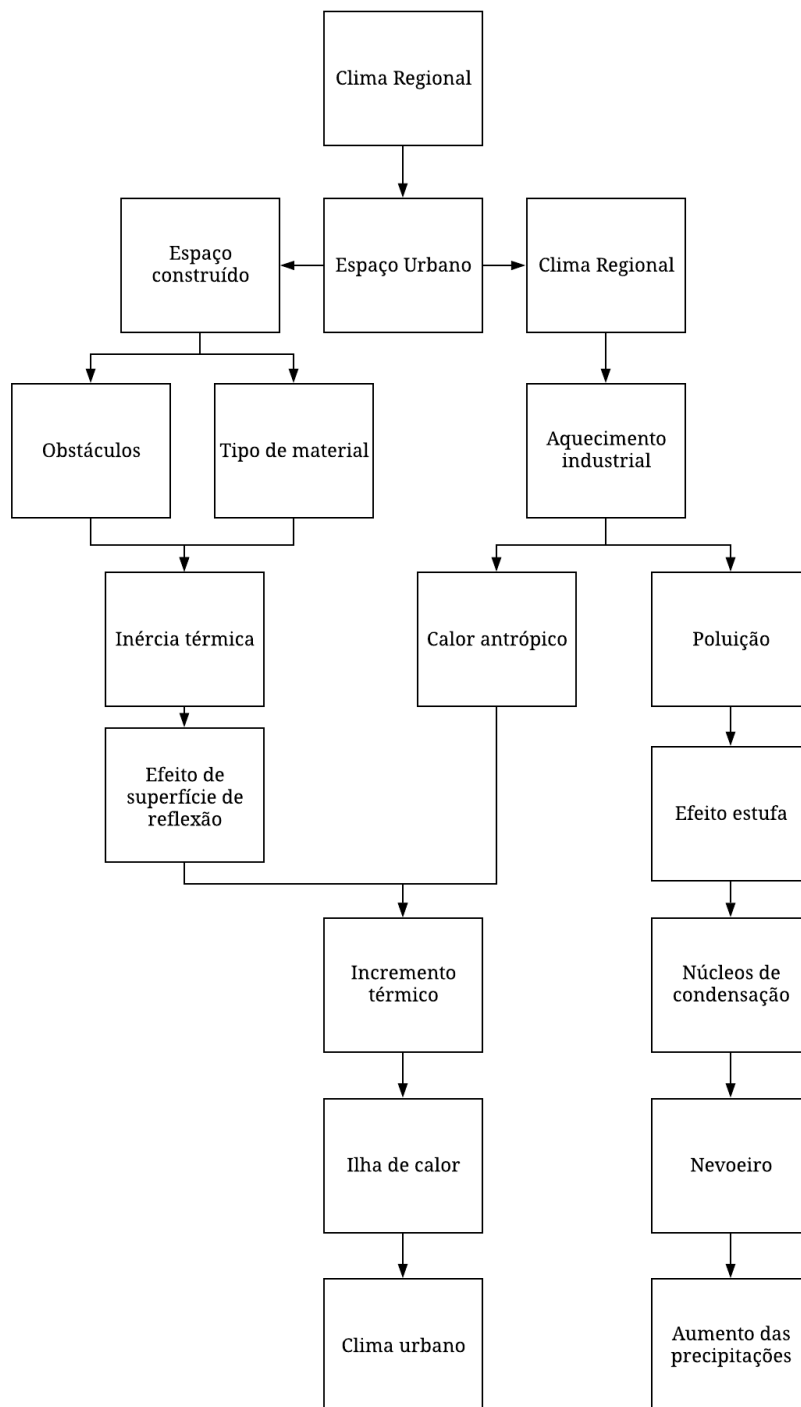 Clima Regional
Espaço
construído
Espaço Urbano
Clima Regional
Obstáculos
Tipo de material
Aquecimento
industrial
Inércia térmica
Calor antrópico
Poluição
Efeito de
superfície de
reflexão
Efeito estufa
Incremento
térmico
Núcleos de
condensação
Ilha de calor
Nevoeiro
Clima urbano
Aumento das
precipitações